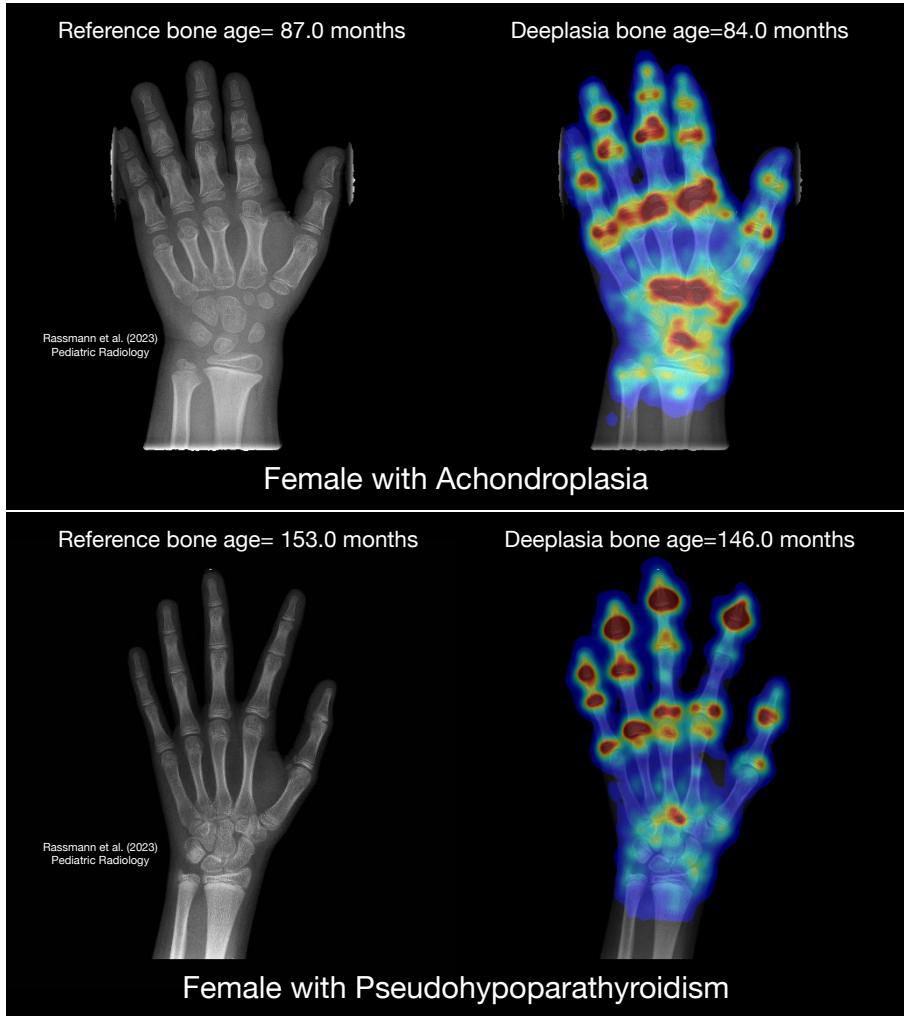 Reference bone age= 87.0 months
Deeplasia bone age=84.0 months
Rassmann et al. (2023)
Pediatric Radiology
Female with Achondroplasia
Reference bone age= 153.0 months
Deeplasia bone age=146.0 months
Rassmann et al. (2023)
Pediatric Radiology
Female with Pseudohypoparathyroidism